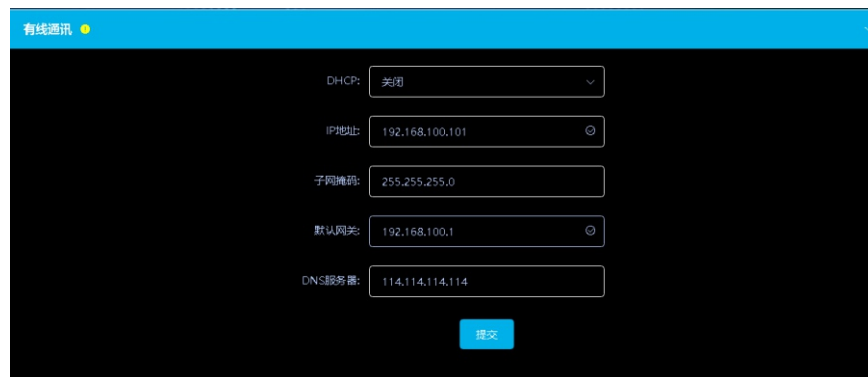 有线通讯
DHCP: 关闭
IP地址: 192.168.100.101
子网掩码: 255.255.255.0
默认网关: 192.168.100.1
DNS服务器: 114.114.114.114
提交